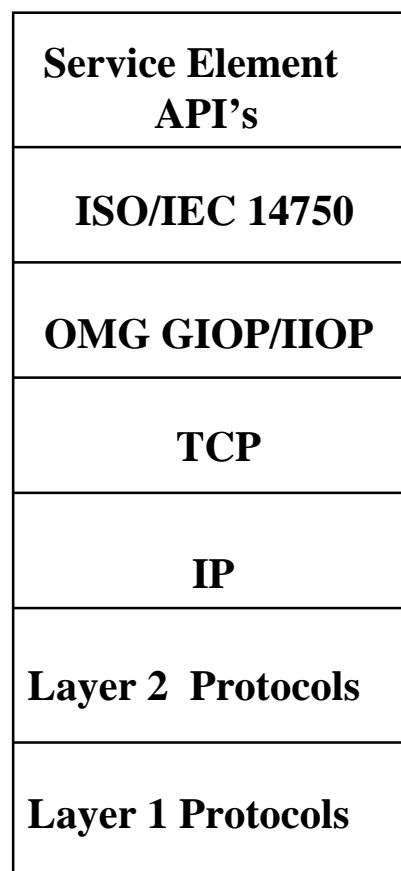 Service Element
API’s
ISO/IEC 14750
OMG GIOP/IIOP
TCP
IP
Layer 2 Protocols
Layer 1 Protocols